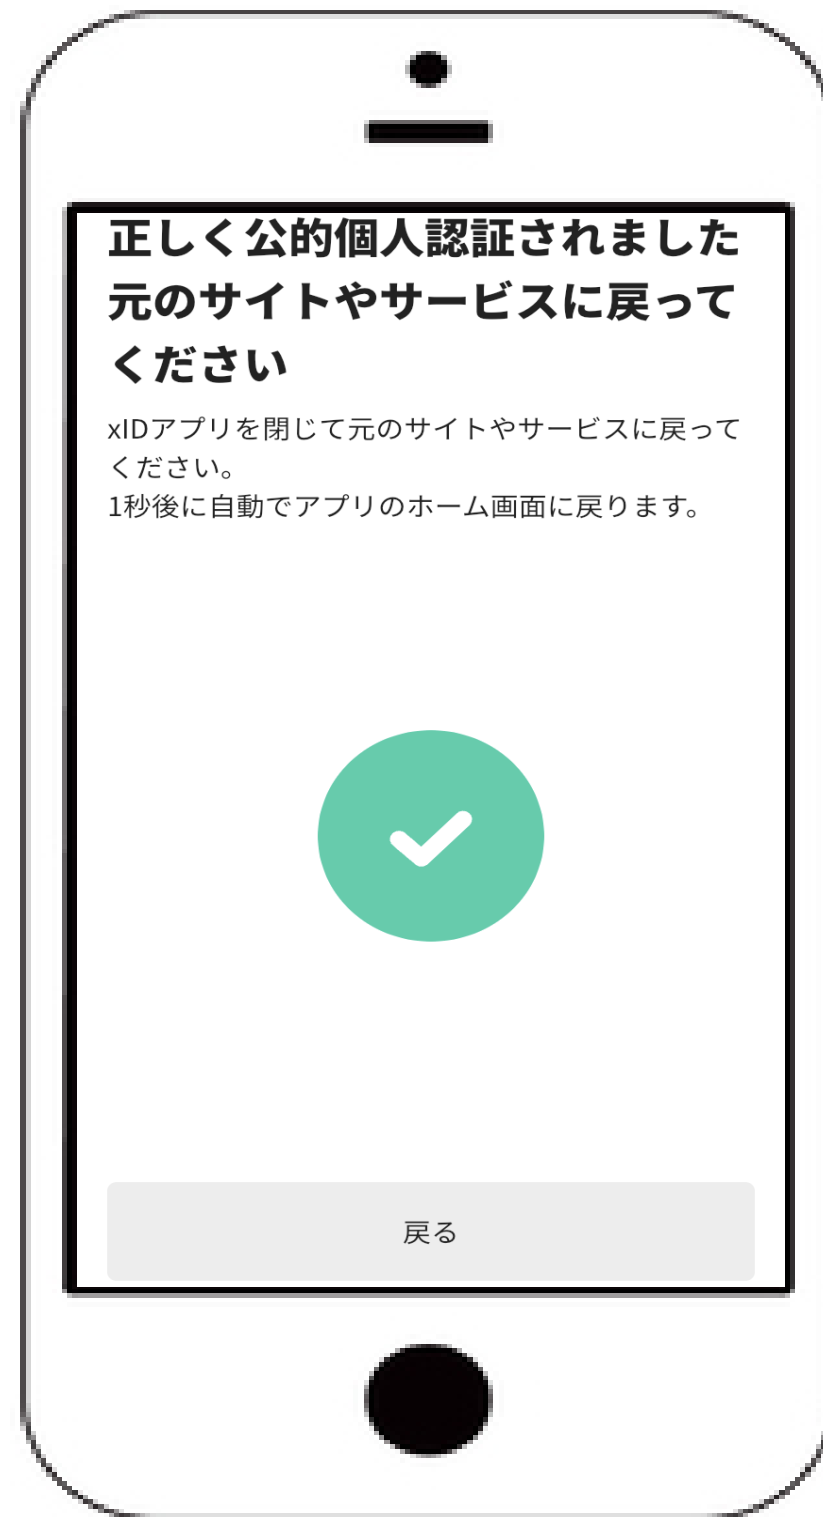 正しく公的個人認証されました
元のサイトやサービスに戻って
ください
xIDアプリを閉じて元のサイトやサービスに戻って
ください。
1秒後に自動でアプリのホーム画面に戻ります。
戻る